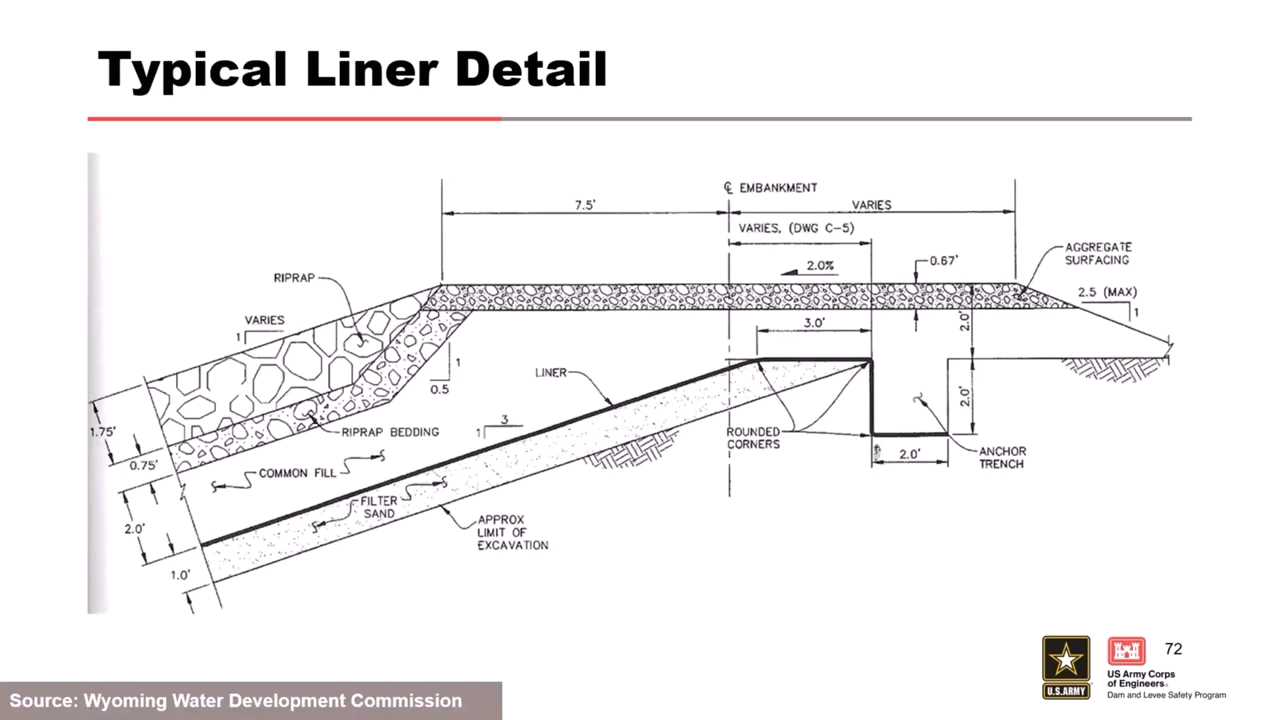 Typical Liner Detail
℄ EMBANKMENT
7.5'
VARIES
VARIES, (DWG C-5)
2.0%
0.67'
AGGREGATE
SURFACING
RIPRAP
2.5 (MAX)
1
VARIES
1
3.0'
2.0'
1
0.5
LINER
2.0'
3
1
1.75'
RIPRAP BEDDING
ROUNDED
CORNERS
0.75'
COMMON FILL
2.0'
ANCHOR
TRENCH
FILTER
SAND
2.0'
APPROX
LIMIT OF
EXCAVATION
1.0'
72
U.S.ARMY
US Army Corps
of Engineers®
Dam and Levee Safety Program
Source: Wyoming Water Development Commission